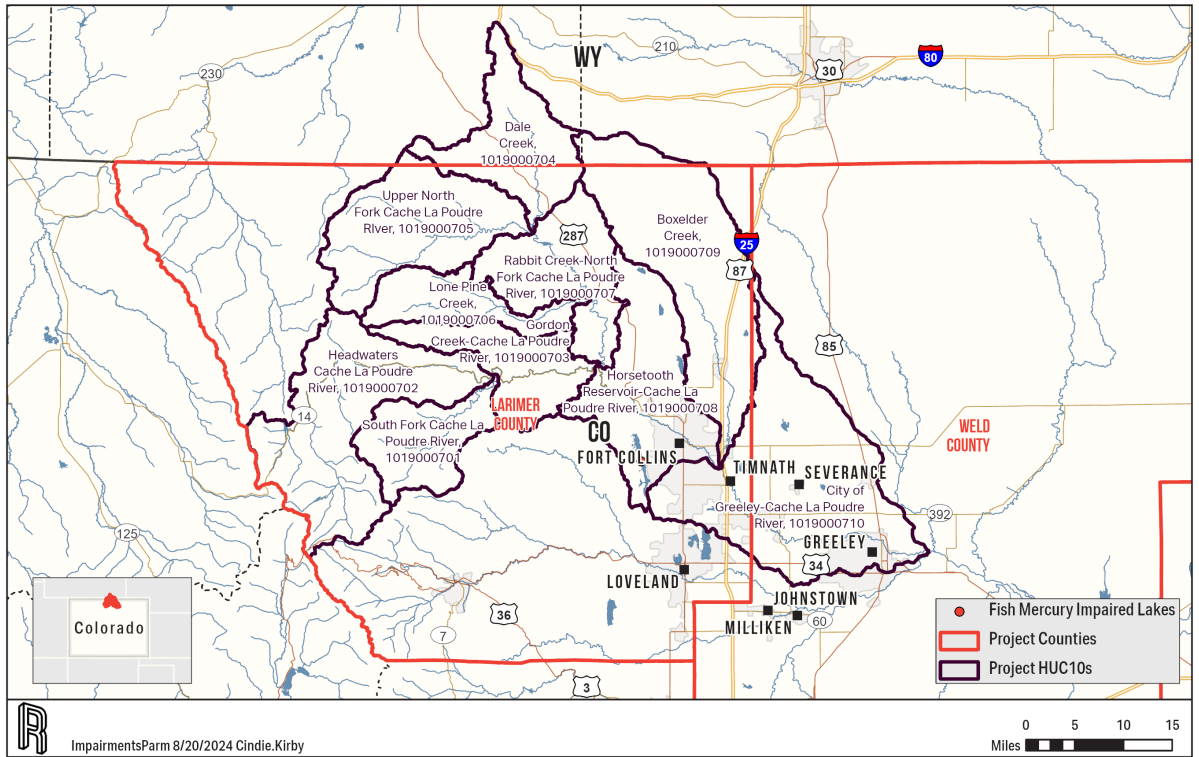 WY
210
80
30
230
Dale
Creek,
1019000704
Upper North
Fork Cache La Poudre
RIver, 1019000705
287
Boxelder
Creek,
1019000709
25
87
Rabbit Creek-North
Fork Cache La Poudre
River, 1019000707
Lone Pine
Creek,
1019000706
Gordon
Creek-Cache La Poudre
River, 1019000703
85
Headwaters
Cache La Poudre
River, 1019000702
Horsetooth
Reservoir-Cache La
Poudre River, 1019000708
14
LARIMER
COUNTY
South Fork Cache La
Poudre River,
1019000701
CO
WELD
COUNTY
FORT COLLINS
TIMNATH
SEVERANCE
City of
Greeley-Cache La Poudre
River, 1019000710
392
125
GREELEY
34
LOVELAND
JOHNSTOWN
MILLIKEN
60
36
7
3
Colorado
Fish Mercury Impaired Lakes
Project Counties
Project HUC10s
R
ImpairmentsParm 8/20/2024 Cindie.Kirby
0 5 10 15
Miles